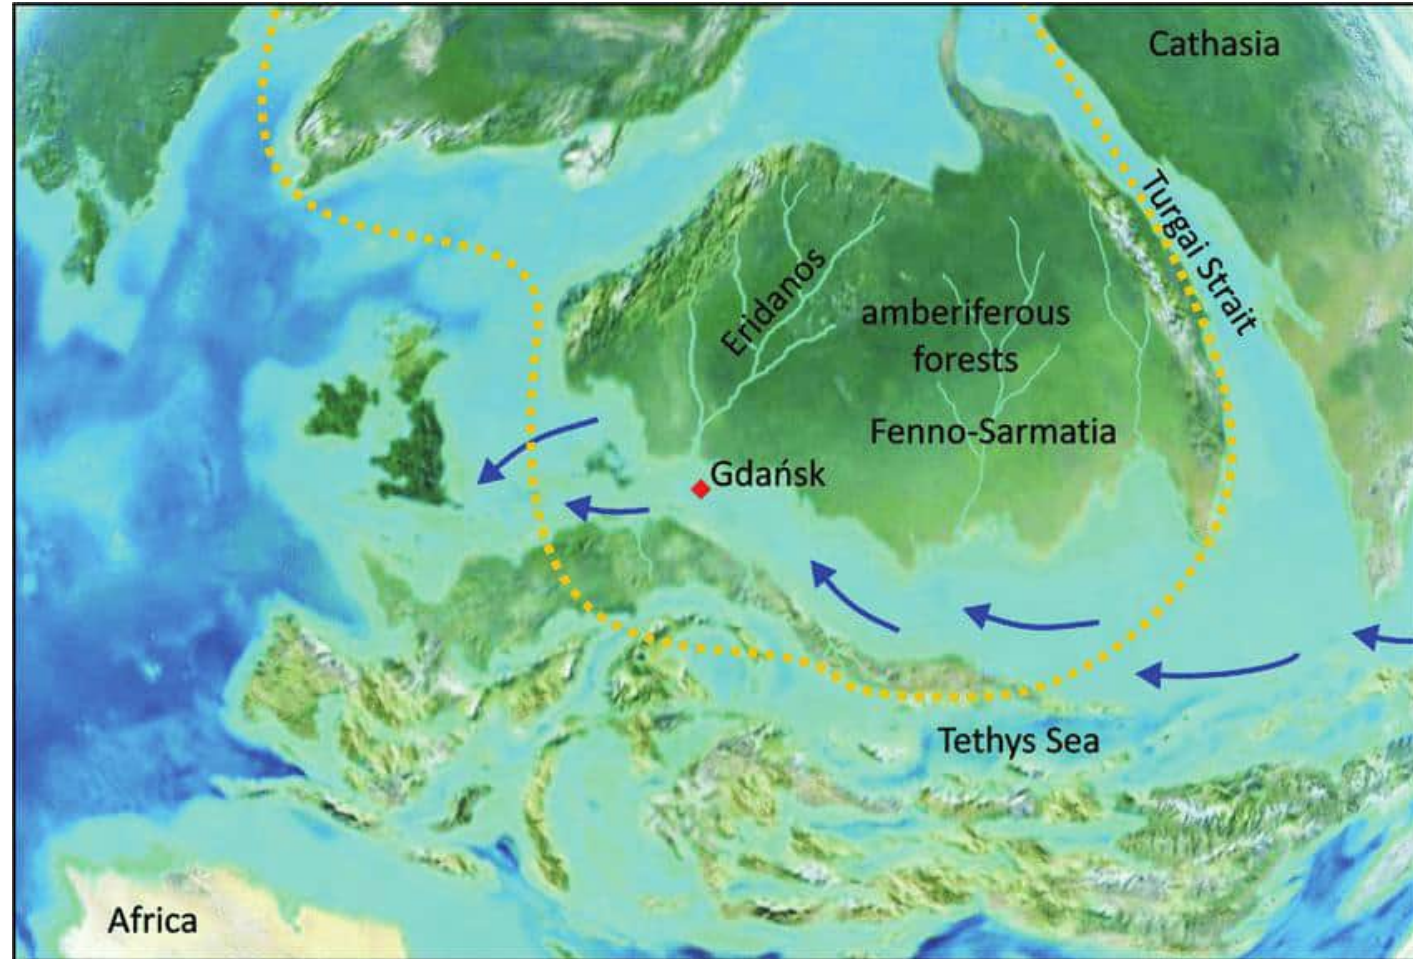 Cathasia
Turgai Strait
Eridanos
amberiferous
forests
Fenno-Sarmatia
Gdańsk
Tethys Sea
Africa